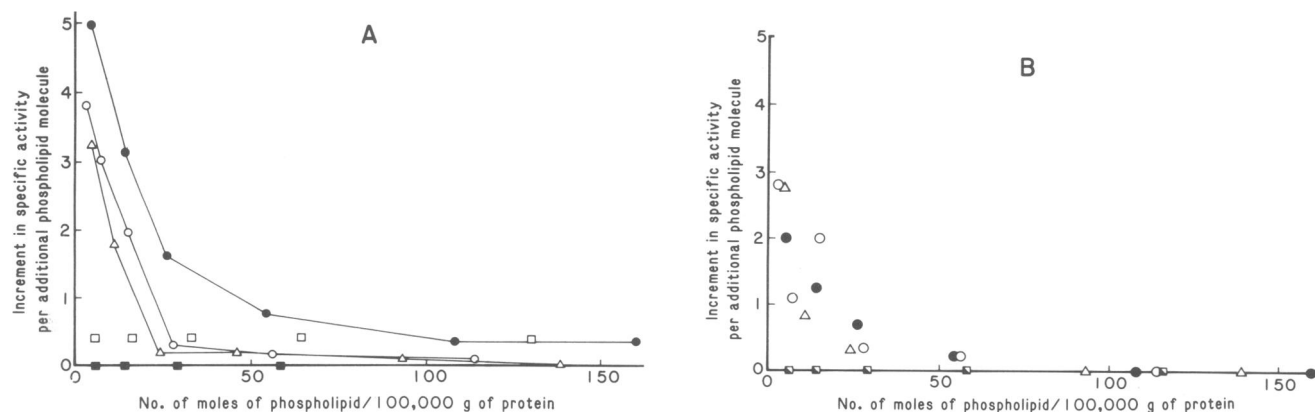 A
Increment in specific activity
per additional phospholipid molecule
5
4
3
2
1
0
0
50
100
150
No. of moles of phospholipid/100,000 g of protein
B
Increment in specific activity
per additional phospholipid molecule
5
4
3
2
1
0
0
50
100
150
No. of moles of phospholipid/100,000 g of protein